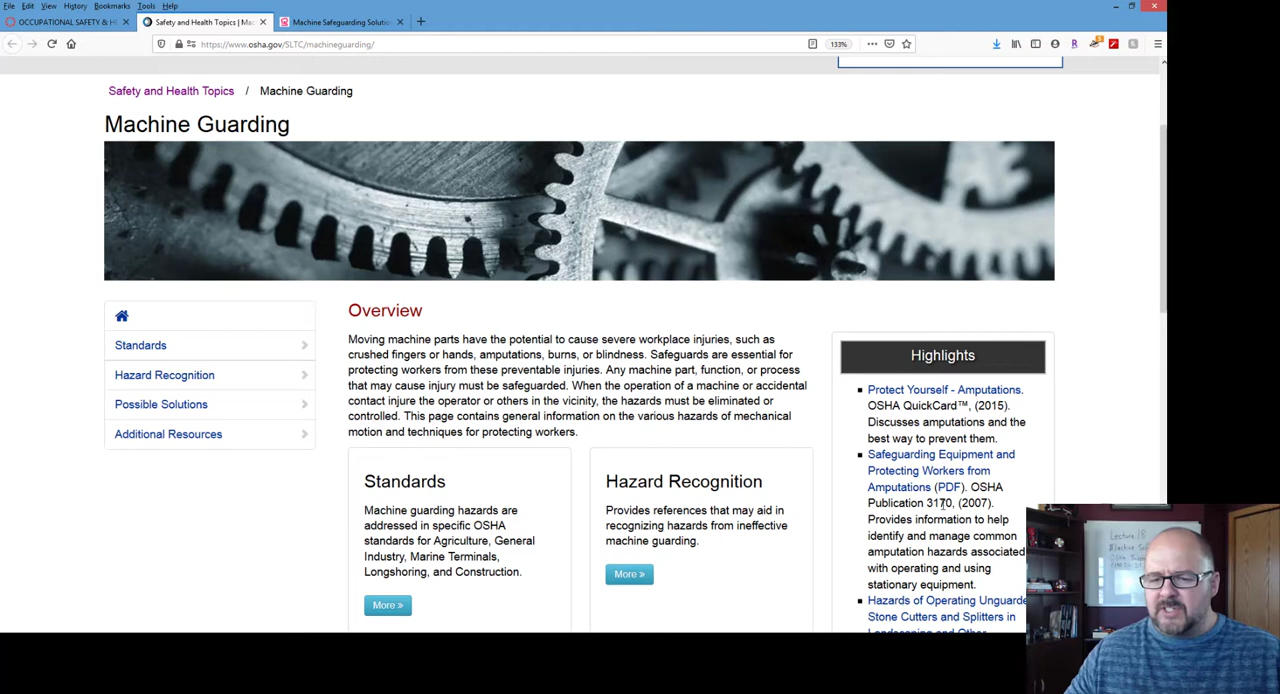 File Edit View History Bookmarks Tools Help
OCCUPATIONAL SAFETY & HE
Safety and Health Topics | Mac
Machine Safeguarding Solution
https://www.osha.gov/SLTC/machineguarding/
133%
Safety and Health Topics / Machine Guarding
Machine Guarding
Standards
Hazard Recognition
Possible Solutions
Additional Resources
Overview
Moving machine parts have the potential to cause severe workplace injuries, such as
crushed fingers or hands, amputations, burns, or blindness. Safeguards are essential for
protecting workers from these preventable injuries. Any machine part, function, or process
that may cause injury must be safeguarded. When the operation of a machine or accidental
contact injure the operator or others in the vicinity, the hazards must be eliminated or
controlled. This page contains general information on the various hazards of mechanical
motion and techniques for protecting workers.
Standards
Machine guarding hazards are
addressed in specific OSHA
standards for Agriculture, General
Industry, Marine Terminals,
Longshoring, and Construction.
More »
Hazard Recognition
Provides references that may aid in
recognizing hazards from ineffective
machine guarding.
More »
Highlights
Protect Yourself - Amputations.
OSHA QuickCard™, (2015).
Discusses amputations and the
best way to prevent them.
Safeguarding Equipment and
Protecting Workers from
Amputations (PDF). OSHA
Publication 3170, (2007).
Provides information to help
identify and manage common
amputation hazards associated
with operating and using
stationary equipment.
Hazards of Operating Unguarde
Stone Cutters and Splitters in
Landscaping and Other
Lecture 18